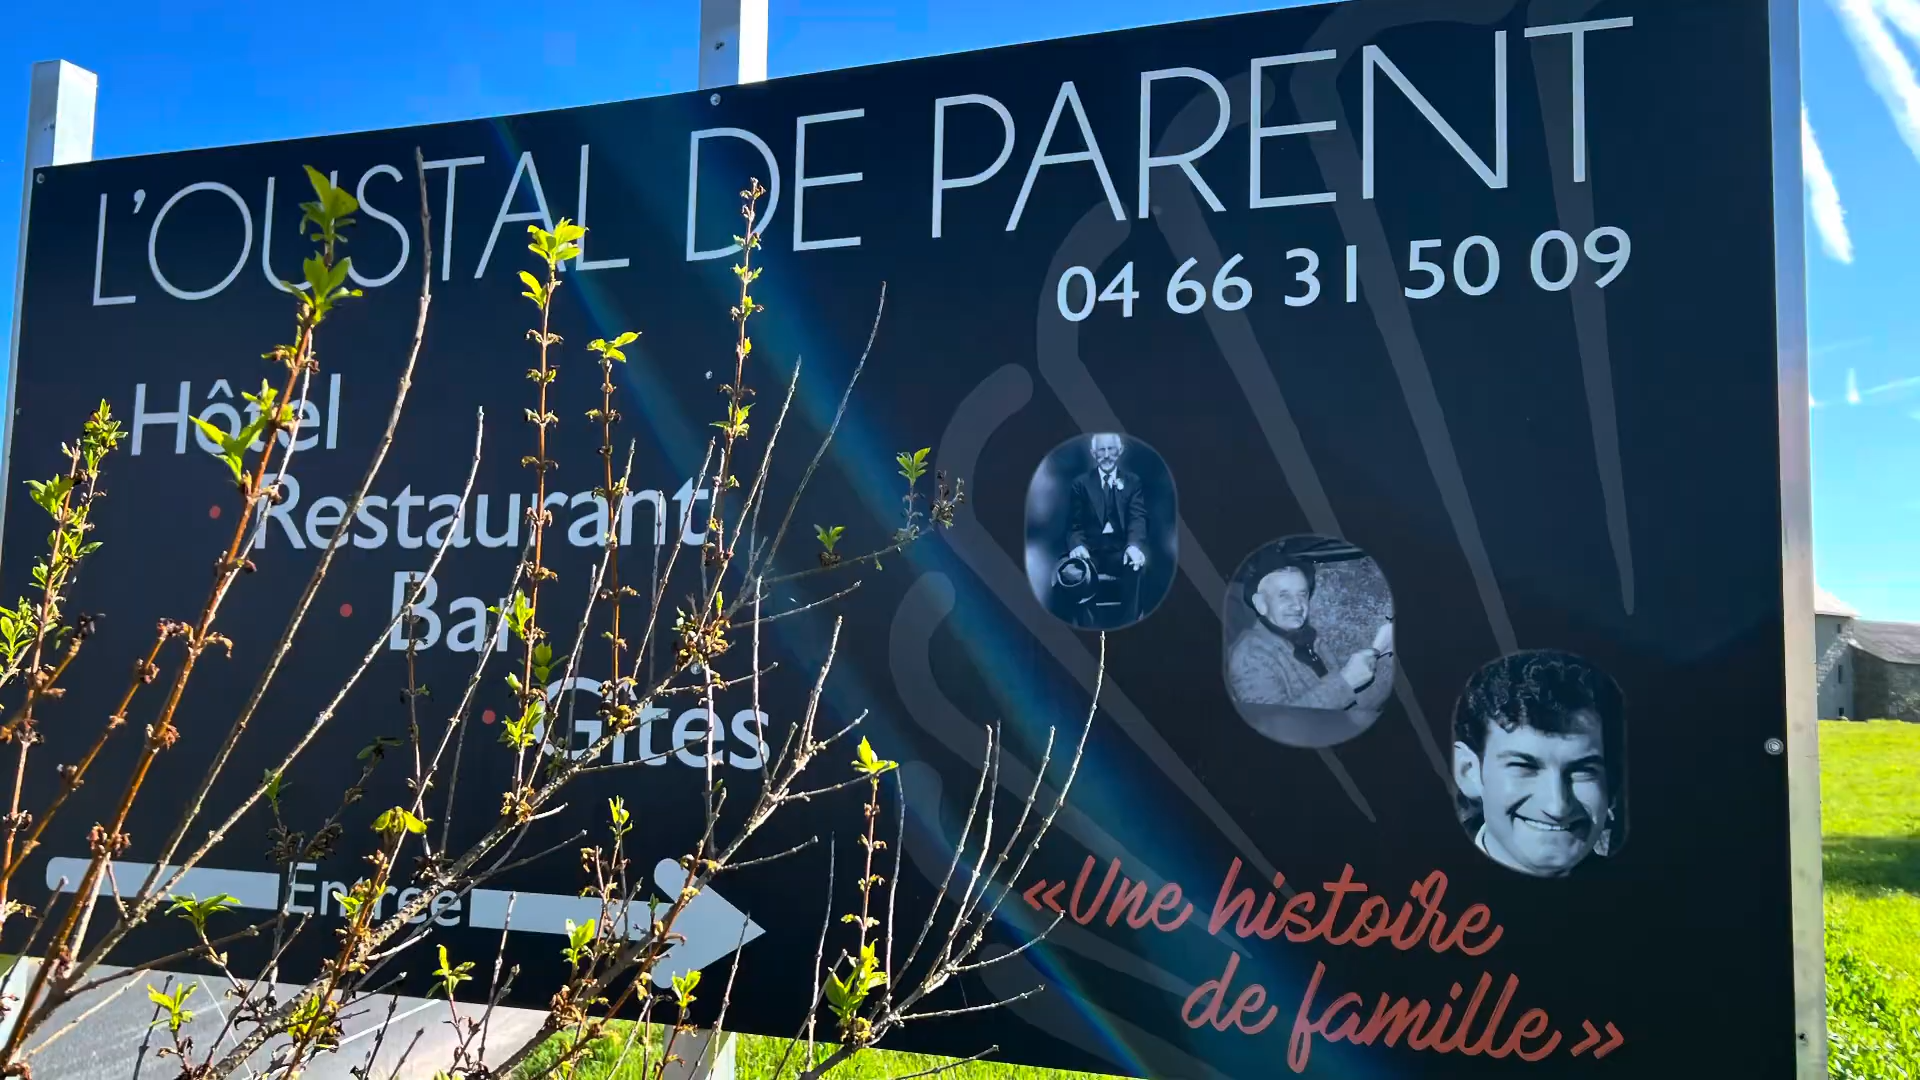 L'OUSTAL DE PARENT
04 66 31 50 09
Hôtel
• Restaurant
• Bar
• Gîtes
Entrée
«Une histoire
de famille»